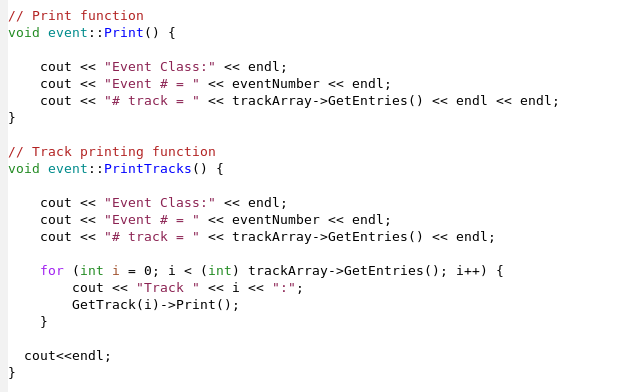 // Print function
void event::Print() {

    cout << "Event Class:" << endl;
    cout << "Event # = " << eventNumber << endl;
    cout << "# track = " << trackArray->GetEntries() << endl << endl;
}

// Track printing function
void event::PrintTracks() {

    cout << "Event Class:" << endl;
    cout << "Event # = " << eventNumber << endl;
    cout << "# track = " << trackArray->GetEntries() << endl;

    for (int i = 0; i < (int) trackArray->GetEntries(); i++) {
        cout << "Track " << i << ":";
        GetTrack(i)->Print();
    }

  cout<<endl;
}